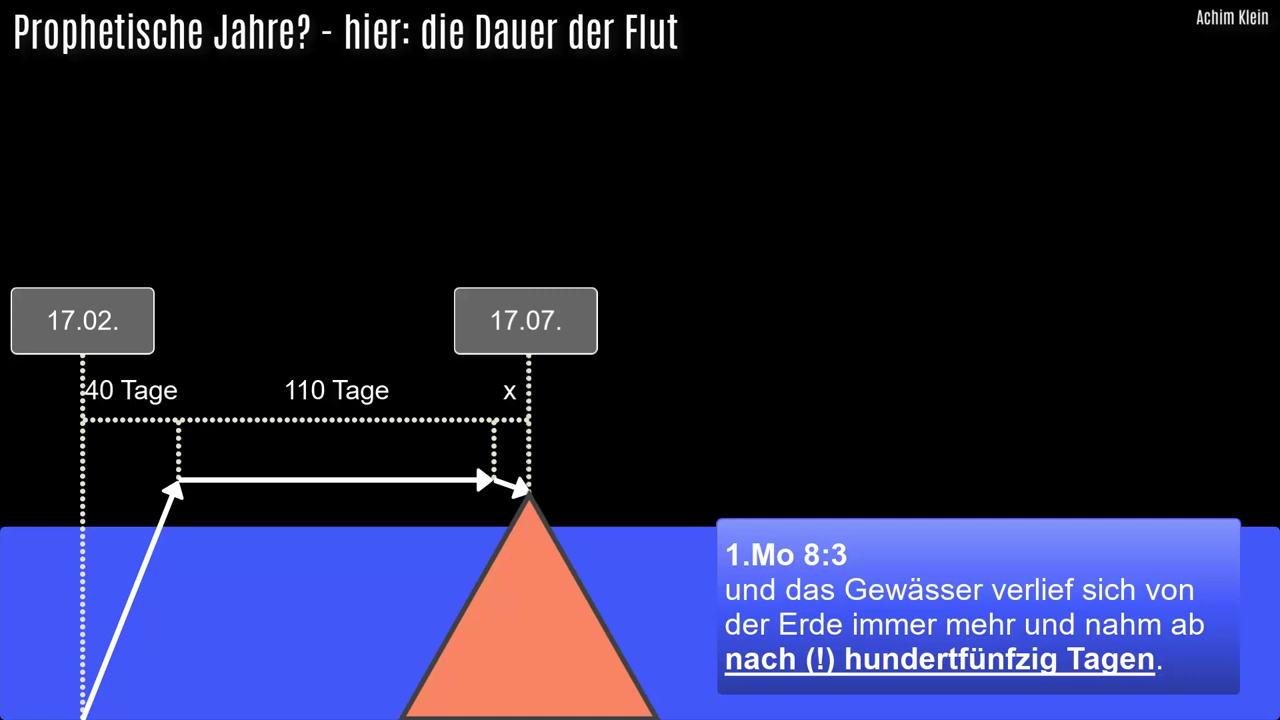 Prophetische Jahre? - hier: die Dauer der Flut
Achim Klein
17.02.
17.07.
40 Tage
110 Tage
x
1.Mo 8:3
und das Gewässer verlief sich von
der Erde immer mehr und nahm ab
nach (!) hundertfünfzig Tagen.